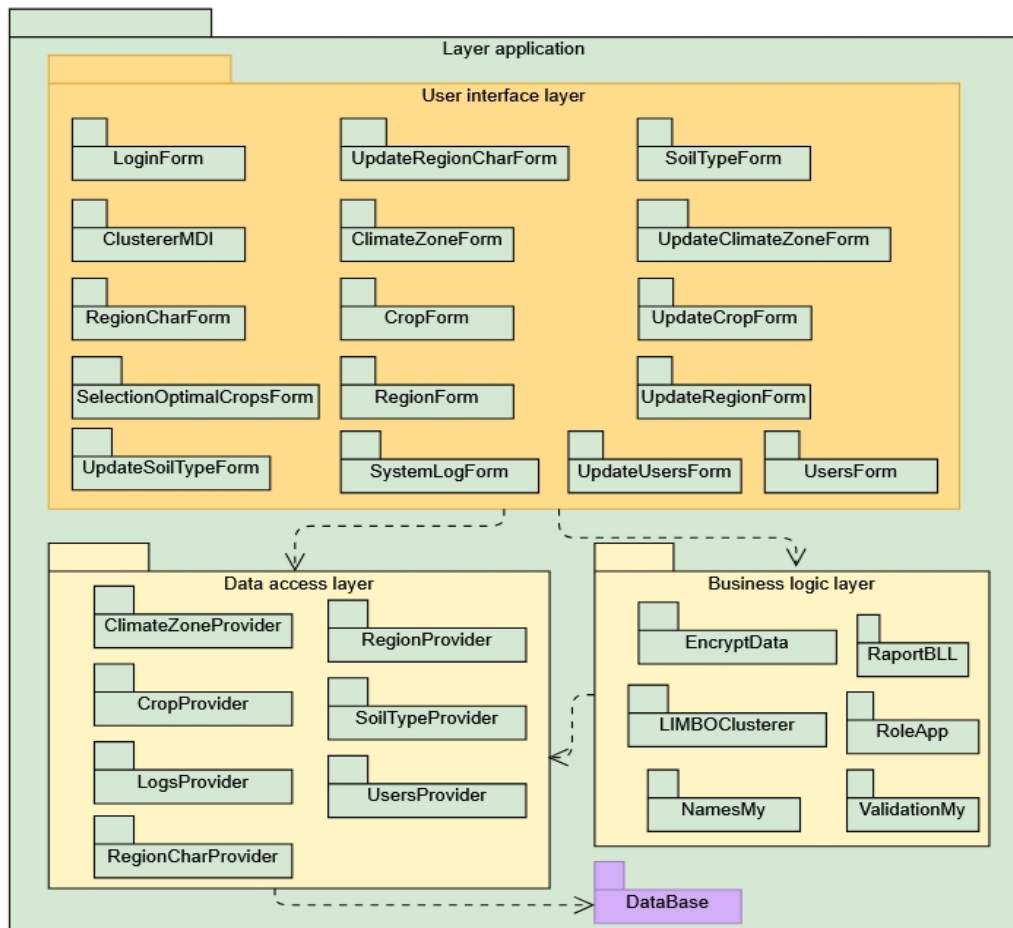 Layer application
User interface layer
LoginForm
UpdateRegionCharForm
SoilTypeForm
ClustererMDI
ClimateZoneForm
UpdateClimateZoneForm
RegionCharForm
CropForm
UpdateCropForm
SelectionOptimalCropsForm
RegionForm
UpdateRegionForm
UpdateSoilTypeForm
SystemLogForm
UpdateUsersForm
UsersForm
Data access layer
ClimateZoneProvider
RegionProvider
CropProvider
SoilTypeProvider
LogsProvider
UsersProvider
RegionCharProvider
Business logic layer
EncryptData
RaportBLL
LIMBOClusterer
RoleApp
NamesMy
ValidationMy
DataBase